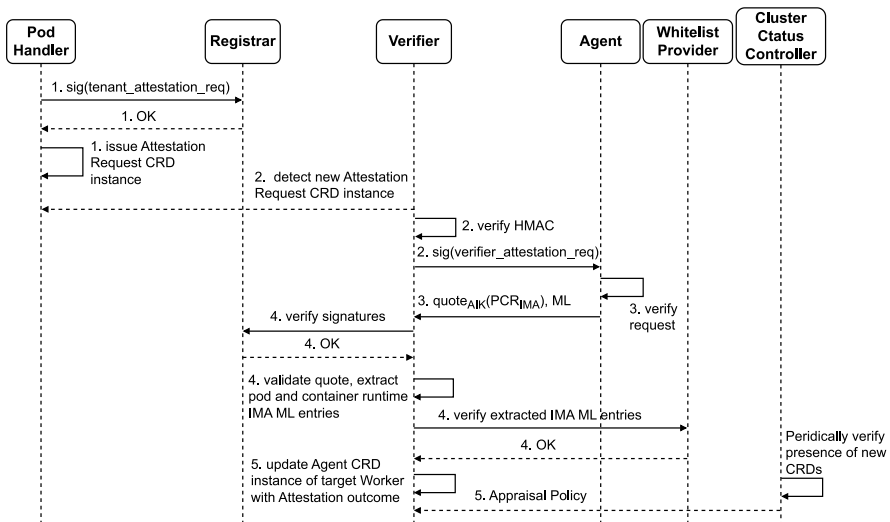 Pod
Handler
Registrar
Verifier
Agent
Whitelist
Provider
Cluster
Ctatus
Controller
1. sig(tenant_attestation_req)
1. OK
1. issue Attestation
Request CRD
instance
2. detect new Attestation
Request CRD instance
2. verify HMAC
2. sig(verifier_attestation_req)
3. quoteAIK(PCRIMA), ML
3. verify
request
4. verify signatures
4. OK
4. validate quote, extract
pod and container runtime
IMA ML entries
4. verify extracted IMA ML entries
4. OK
Peridically verify
presence of new
CRDs
5. update Agent CRD
instance of target Worker
with Attestation outcome
5. Appraisal Policy